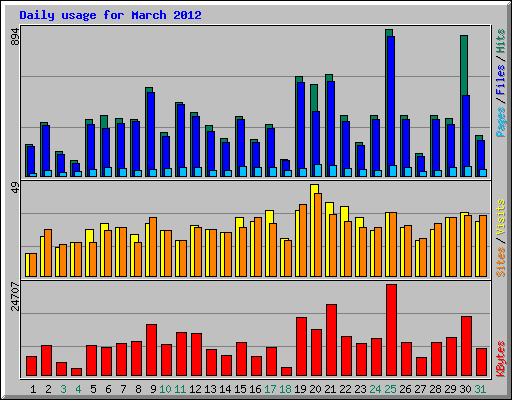 Daily usage for March 2012
894
49
24707
Pages / Files / Hits
Sites / Visits
KBytes
1 2 3 4 5 6 7 8 9 10 11 12 13 14 15 16 17 18 19 20 21 22 23 24 25 26 27 28 29 30 31